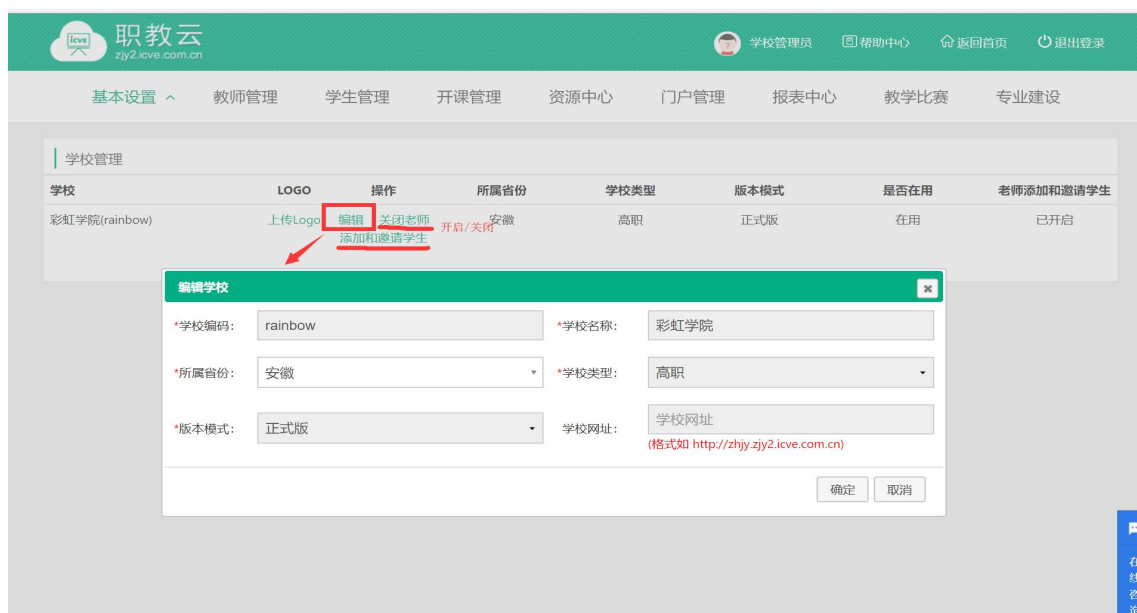 职教云
zjy2.icve.com.cn
icve
学校管理员 帮助中心 返回首页 退出登录
基本设置 教师管理 学生管理 开课管理 资源中心 门户管理 报表中心 教学比赛 专业建设
学校管理
学校 LOGO 操作 所属省份 学校类型 版本模式 是否在用 老师添加和邀请学生
彩虹学院(rainbow) 上传Logo 编辑 关闭老师 开启/关闭 安徽 高职 正式版 在用 已开启
添加和邀请学生
编辑学校
*学校编码: rainbow *学校名称: 彩虹学院
*所属省份: 安徽 *学校类型: 高职
*版本模式: 正式版 学校网址: 学校网址
(格式如 http://zhjy.zjy2.icve.com.cn)
确定 取消
在
线
咨